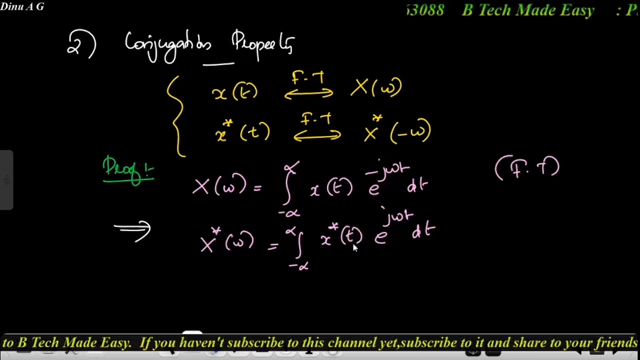 Dinu A G
53088 B Tech Made Easy : P.
2) Conjugation Property
x(t) F.T ⟷ X(ω)
x*(t) F.T ⟷ X*(-ω)
Proof:-
X(ω) = ∫_{-α}^{α} x(t) e^{-jωt} dt (F.T)
⟹ X*(ω) = ∫_{-α}^{α} x*(t) e^{jωt} dt
to B Tech Made Easy. If you haven't subscribe to this channel yet,subscribe to it and share to your friends